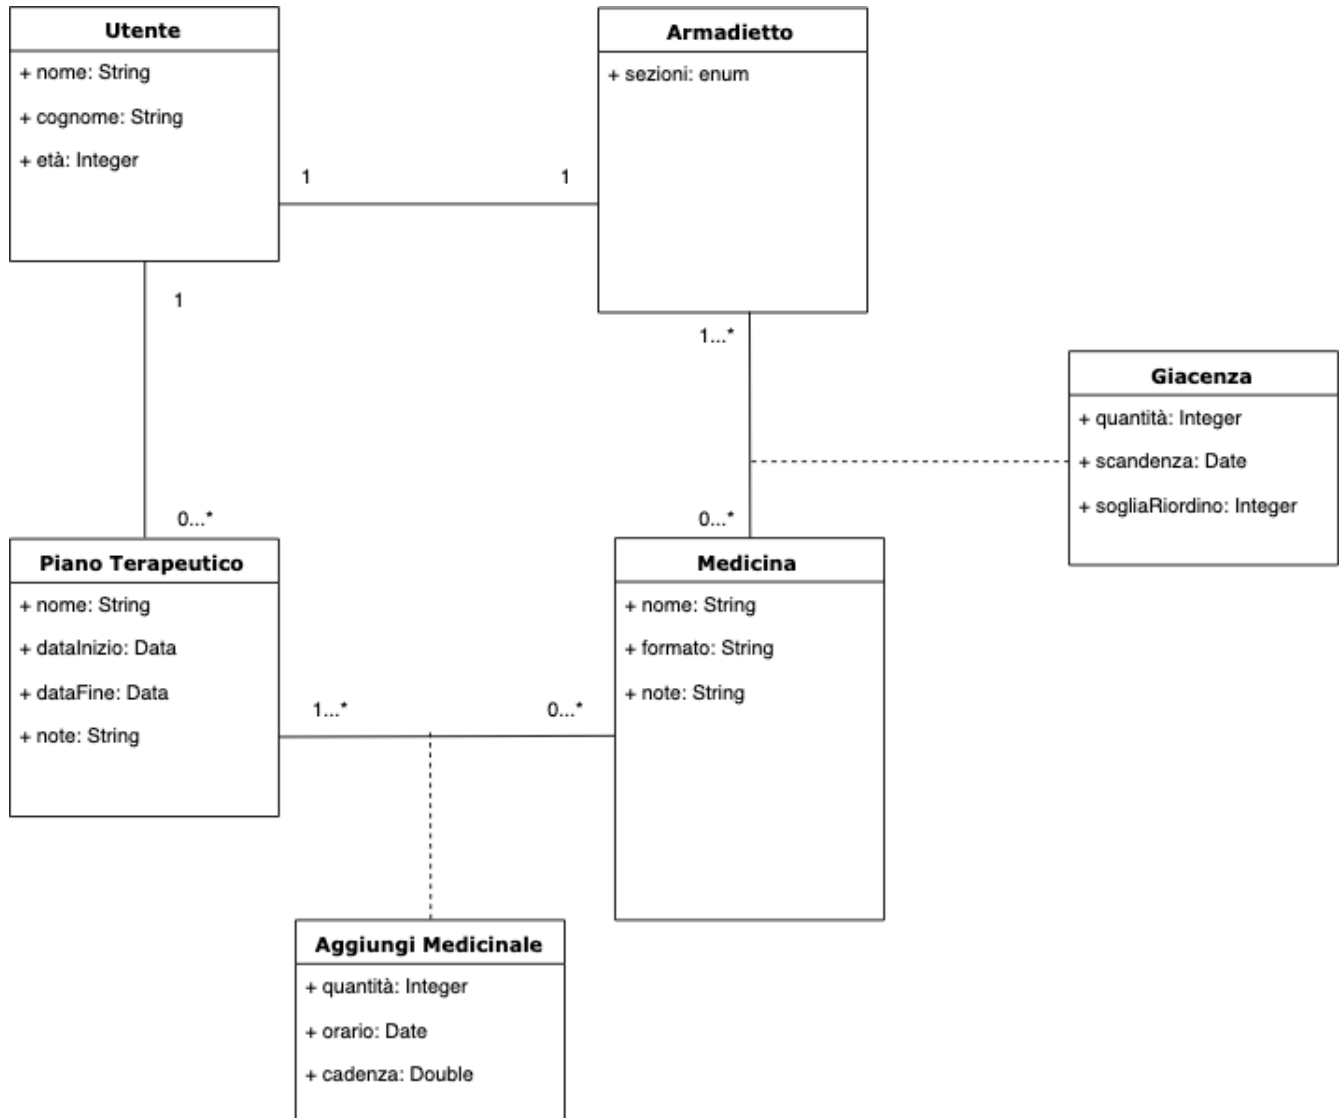 Utente
+ nome: String
+ cognome: String
+ età: Integer
Armadietto
+ sezioni: enum
1
1
1
1...*
Giacenza
+ quantità: Integer
+ scandenza: Date
+ sogliaRiordino: Integer
0...*
0...*
Piano Terapeutico
+ nome: String
+ dataInizio: Data
+ dataFine: Data
+ note: String
Medicina
+ nome: String
+ formato: String
+ note: String
1...*
0...*
Aggiungi Medicinale
+ quantità: Integer
+ orario: Date
+ cadenza: Double